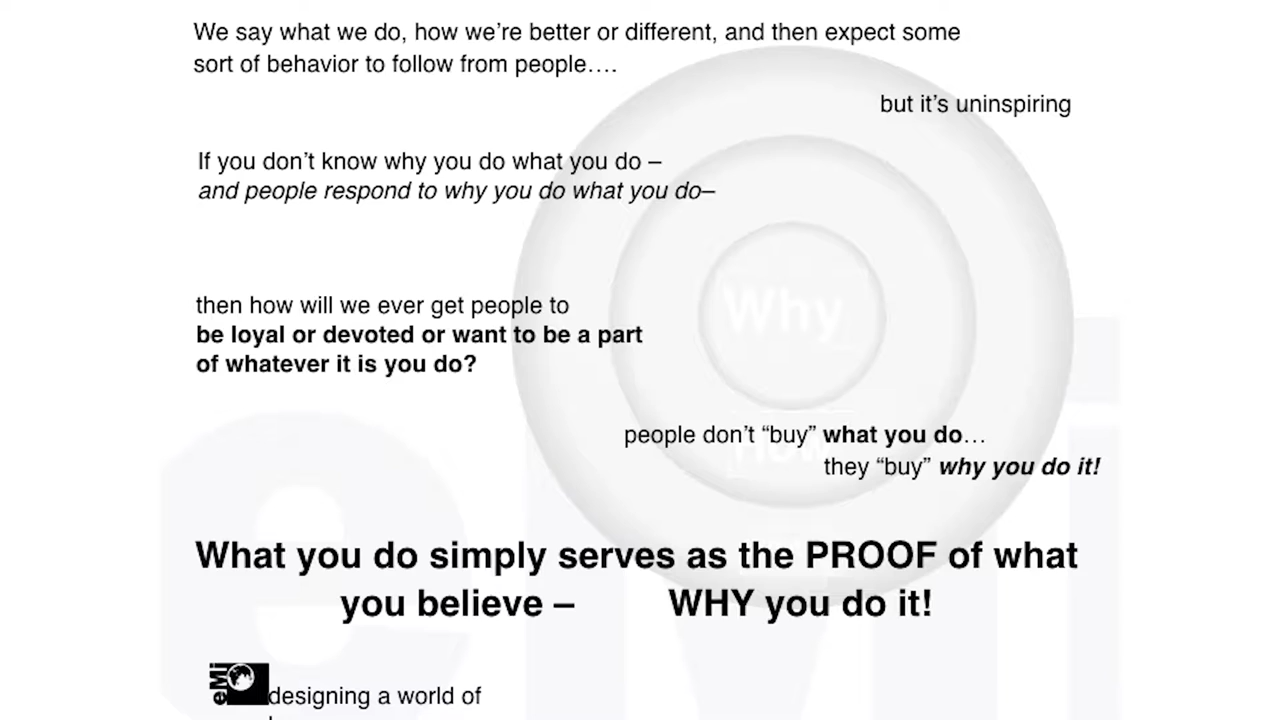 We say what we do, how we're better or different, and then expect some
sort of behavior to follow from people….
but it's uninspiring
If you don't know why you do what you do –
and people respond to why you do what you do–
Why
then how will we ever get people to
be loyal or devoted or want to be a part
of whatever it is you do?
How
people don't “buy” what you do…
they “buy” why you do it!
What you do simply serves as the PROOF of what
you believe – WHY you do it!
eMi
eMi
designing a world of